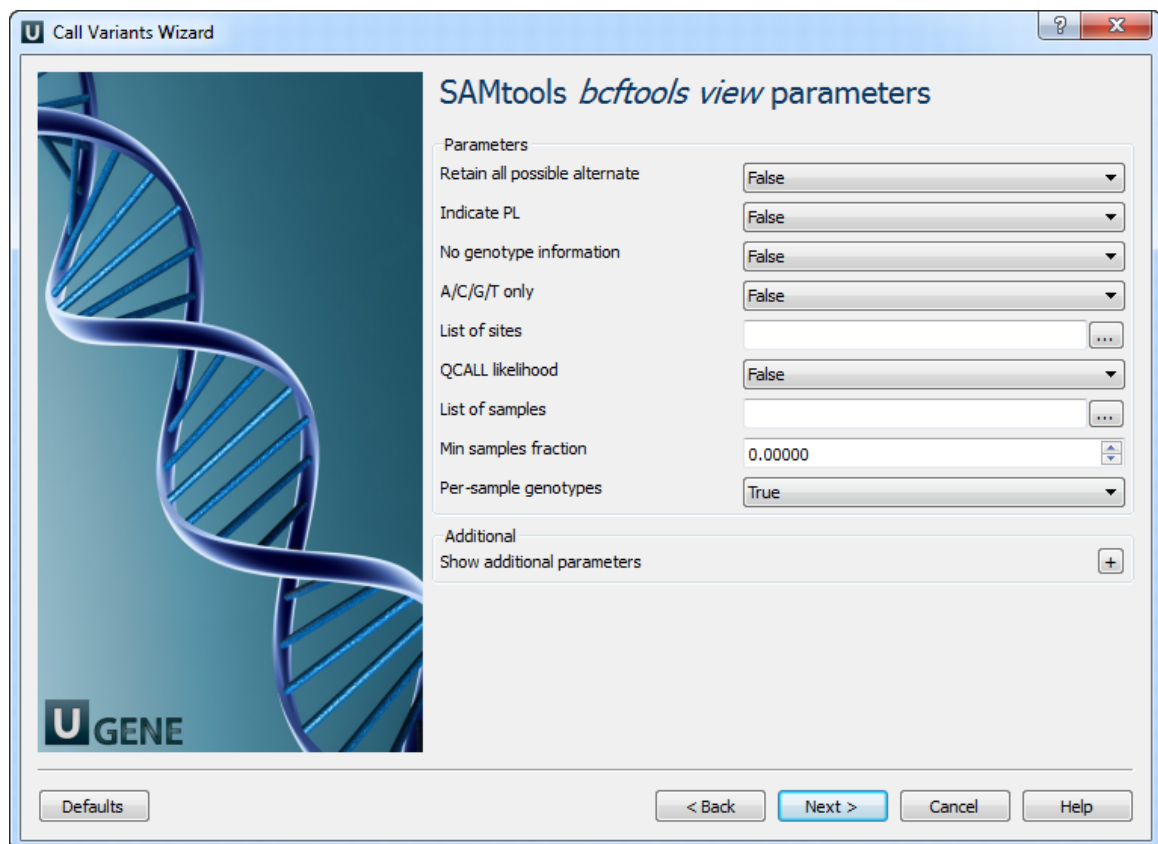 U Call Variants Wizard
SAMtools bcftools view parameters
Parameters
Retain all possible alternate False
Indicate PL False
No genotype information False
A/C/G/T only False
List of sites ...
QCALL likelihood False
List of samples ...
Min samples fraction 0.00000
Per-sample genotypes True
Additional
Show additional parameters +
U GENE
Defaults < Back Next > Cancel Help